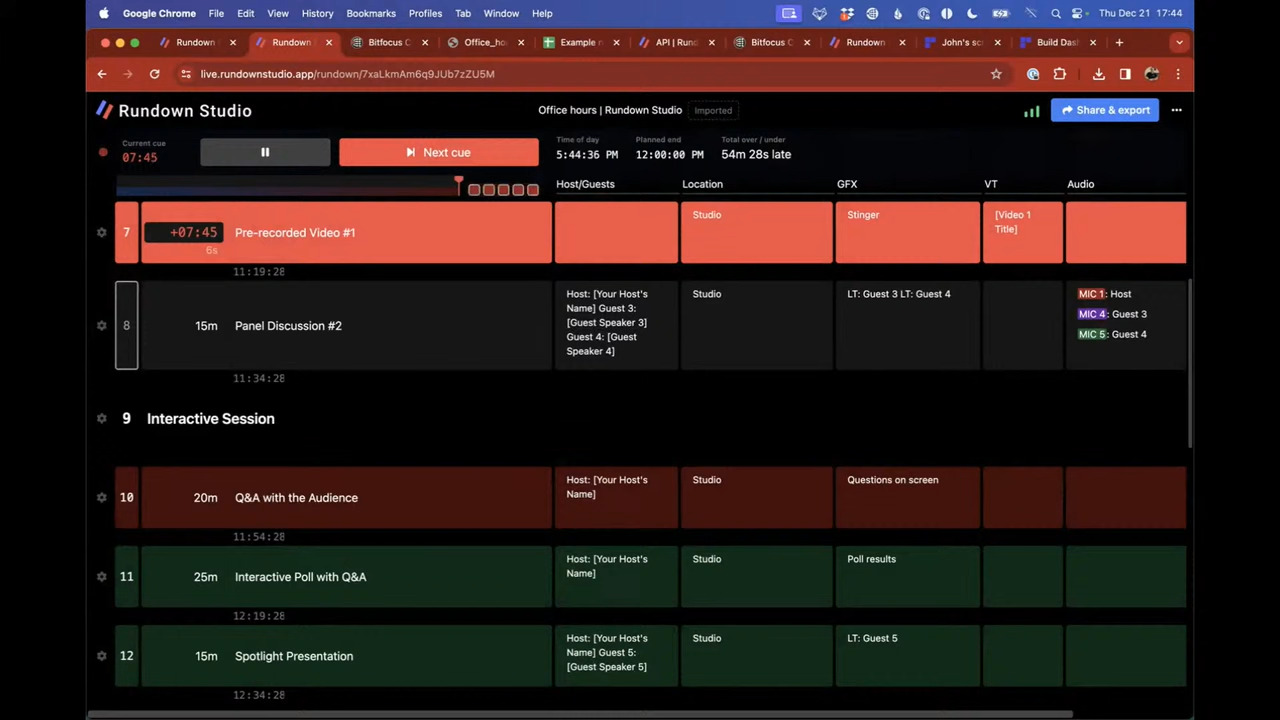 Google Chrome File Edit View History Bookmarks Profiles Tab Window Help Thu Dec 21 17:44
Rundown Rundown Bitfocus C Office_ho Example r API | Run Bitfocus C Rundown John's sc Build Das
live.rundownstudio.app/rundown/7xaLkmAm6q9JUb7zZU5M
Rundown Studio
Office hours | Rundown Studio Imported
Share & export
Current cue
07:45
Next cue
Time of day
5:44:36 PM
Planned end
12:00:00 PM
Total over / under
54m 28s late
Host/Guests Location GFX VT Audio
7 +07:45 Pre-recorded Video #1 Studio Stinger [Video 1
Title]
6s
11:19:28
8 15m Panel Discussion #2
Host: [Your Host's
Name] Guest 3:
[Guest Speaker 3]
Guest 4: [Guest
Speaker 4]
Studio
LT: Guest 3 LT: Guest 4
MIC 1: Host
MIC 4: Guest 3
MIC 5: Guest 4
11:34:28
9 Interactive Session
10 20m Q&A with the Audience
Host: [Your Host's
Name]
Studio
Questions on screen
11:54:28
11 25m Interactive Poll with Q&A
Host: [Your Host's
Name]
Studio
Poll results
12:19:28
12 15m Spotlight Presentation
Host: [Your Host's
Name] Guest 5:
[Guest Speaker 5]
Studio
LT: Guest 5
12:34:28